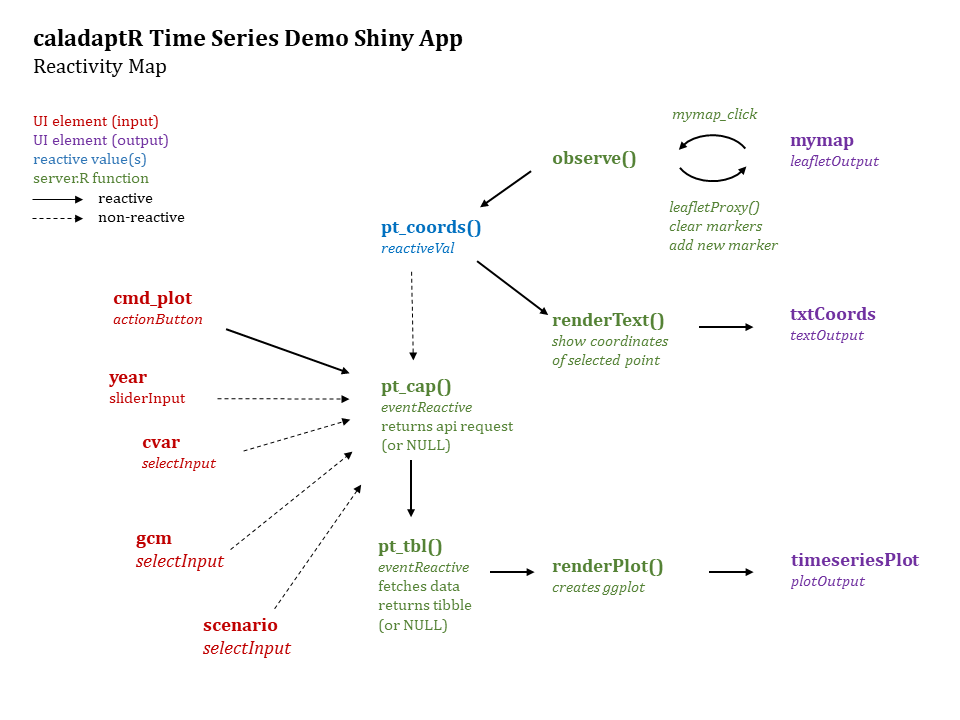 caladaptR Time Series Demo Shiny App
Reactivity Map
UI element (input)
UI element (output)
reactive value(s)
server.R function
reactive
non-reactive
mymap_click
observe()
mymap
leafletOutput
leafletProxy()
clear markers
add new marker
pt_coords()
reactiveVal
cmd_plot
actionButton
renderText()
show coordinates
of selected point
txtCoords
textOutput
year
sliderInput
pt_cap()
eventReactive
returns api request
(or NULL)
cvar
selectInput
gcm
selectInput
pt_tbl()
eventReactive
fetches data
returns tibble
(or NULL)
renderPlot()
creates ggplot
timeseriesPlot
plotOutput
scenario
selectInput